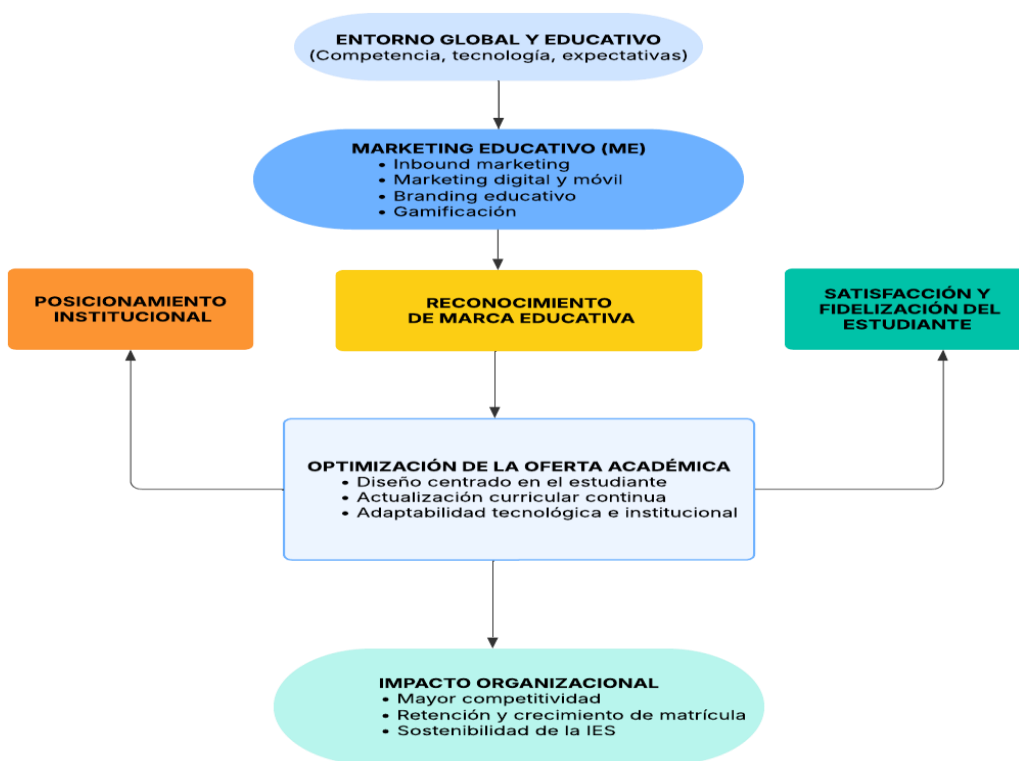 ENTORNO GLOBAL Y EDUCATIVO
(Competencia, tecnología, expectativas)
MARKETING EDUCATIVO (ME)
• Inbound marketing
• Marketing digital y móvil
• Branding educativo
• Gamificación
POSICIONAMIENTO
INSTITUCIONAL
RECONOCIMIENTO
DE MARCA EDUCATIVA
SATISFACCIÓN Y
FIDELIZACIÓN DEL
ESTUDIANTE
OPTIMIZACIÓN DE LA OFERTA ACADÉMICA
• Diseño centrado en el estudiante
• Actualización curricular continua
• Adaptabilidad tecnológica e institucional
IMPACTO ORGANIZACIONAL
• Mayor competitividad
• Retención y crecimiento de matrícula
• Sostenibilidad de la IES